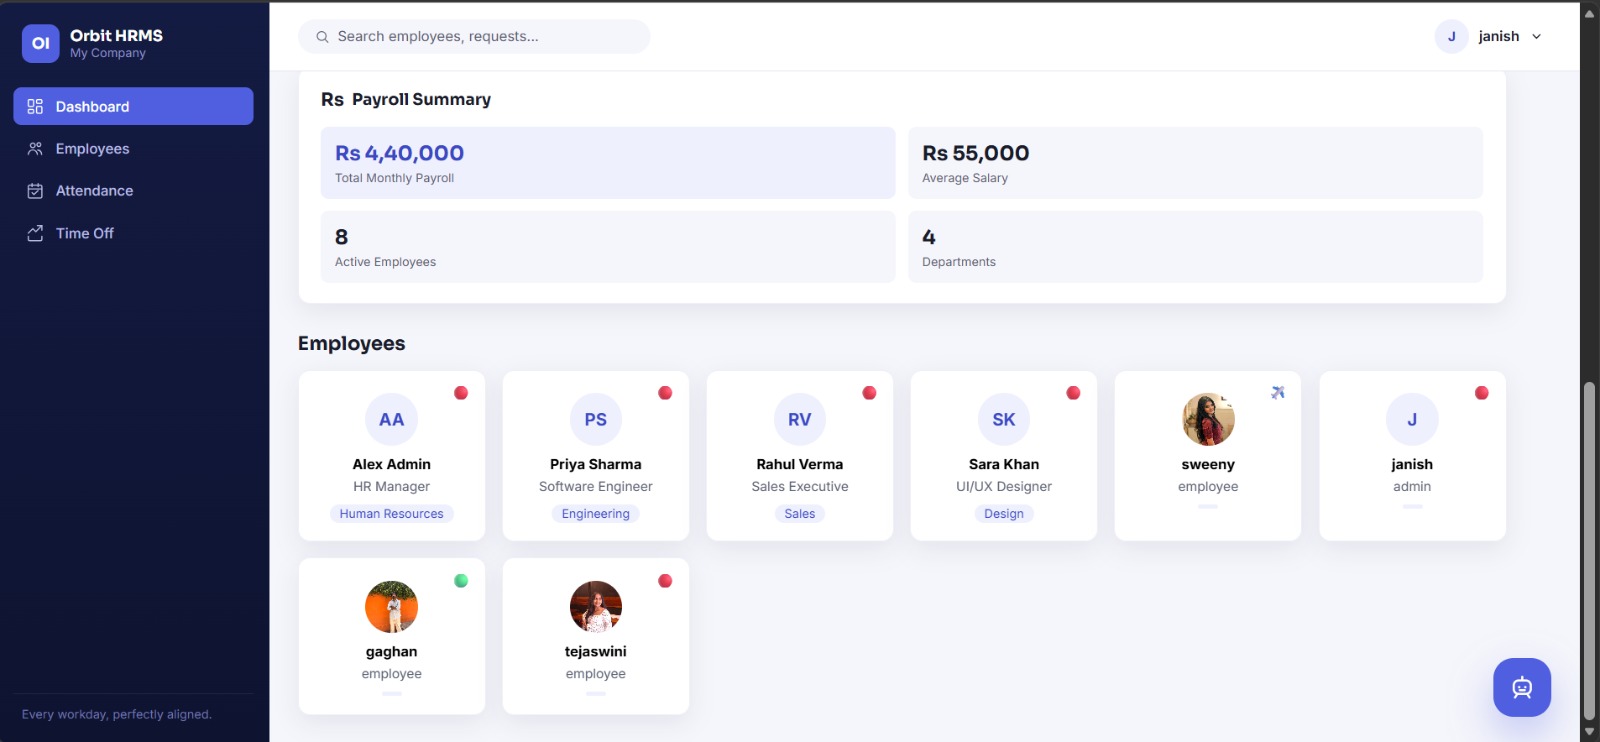 OI
Orbit HRMS
My Company
Dashboard
Employees
Attendance
Time Off
Every workday, perfectly aligned.
Search employees, requests...
J
janish
Rs Payroll Summary
Rs 4,40,000
Total Monthly Payroll
Rs 55,000
Average Salary
8
Active Employees
4
Departments
Employees
AA
Alex Admin
HR Manager
Human Resources
PS
Priya Sharma
Software Engineer
Engineering
RV
Rahul Verma
Sales Executive
Sales
SK
Sara Khan
UI/UX Designer
Design
sweeny
employee
J
janish
admin
gaghan
employee
tejaswini
employee